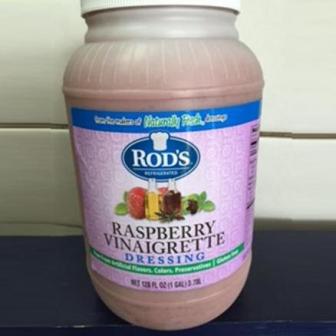 from the makers of Naturally Fresh dressings
ROD'S
REFRIGERATED
RASPBERRY
VINAIGRETTE
DRESSING
Artificial Flavors, Colors, Preservatives | Gluten Free
NET 128 FL OZ (1 GAL) 3.78L